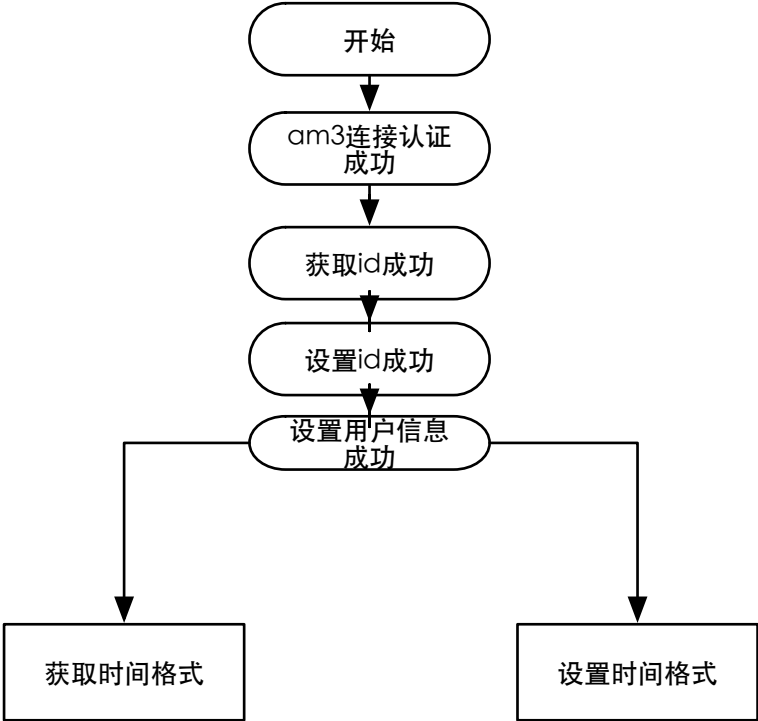 开始
am3连接认证
成功
获取id成功
设置id成功
设置用户信息
成功
获取时间格式
设置时间格式